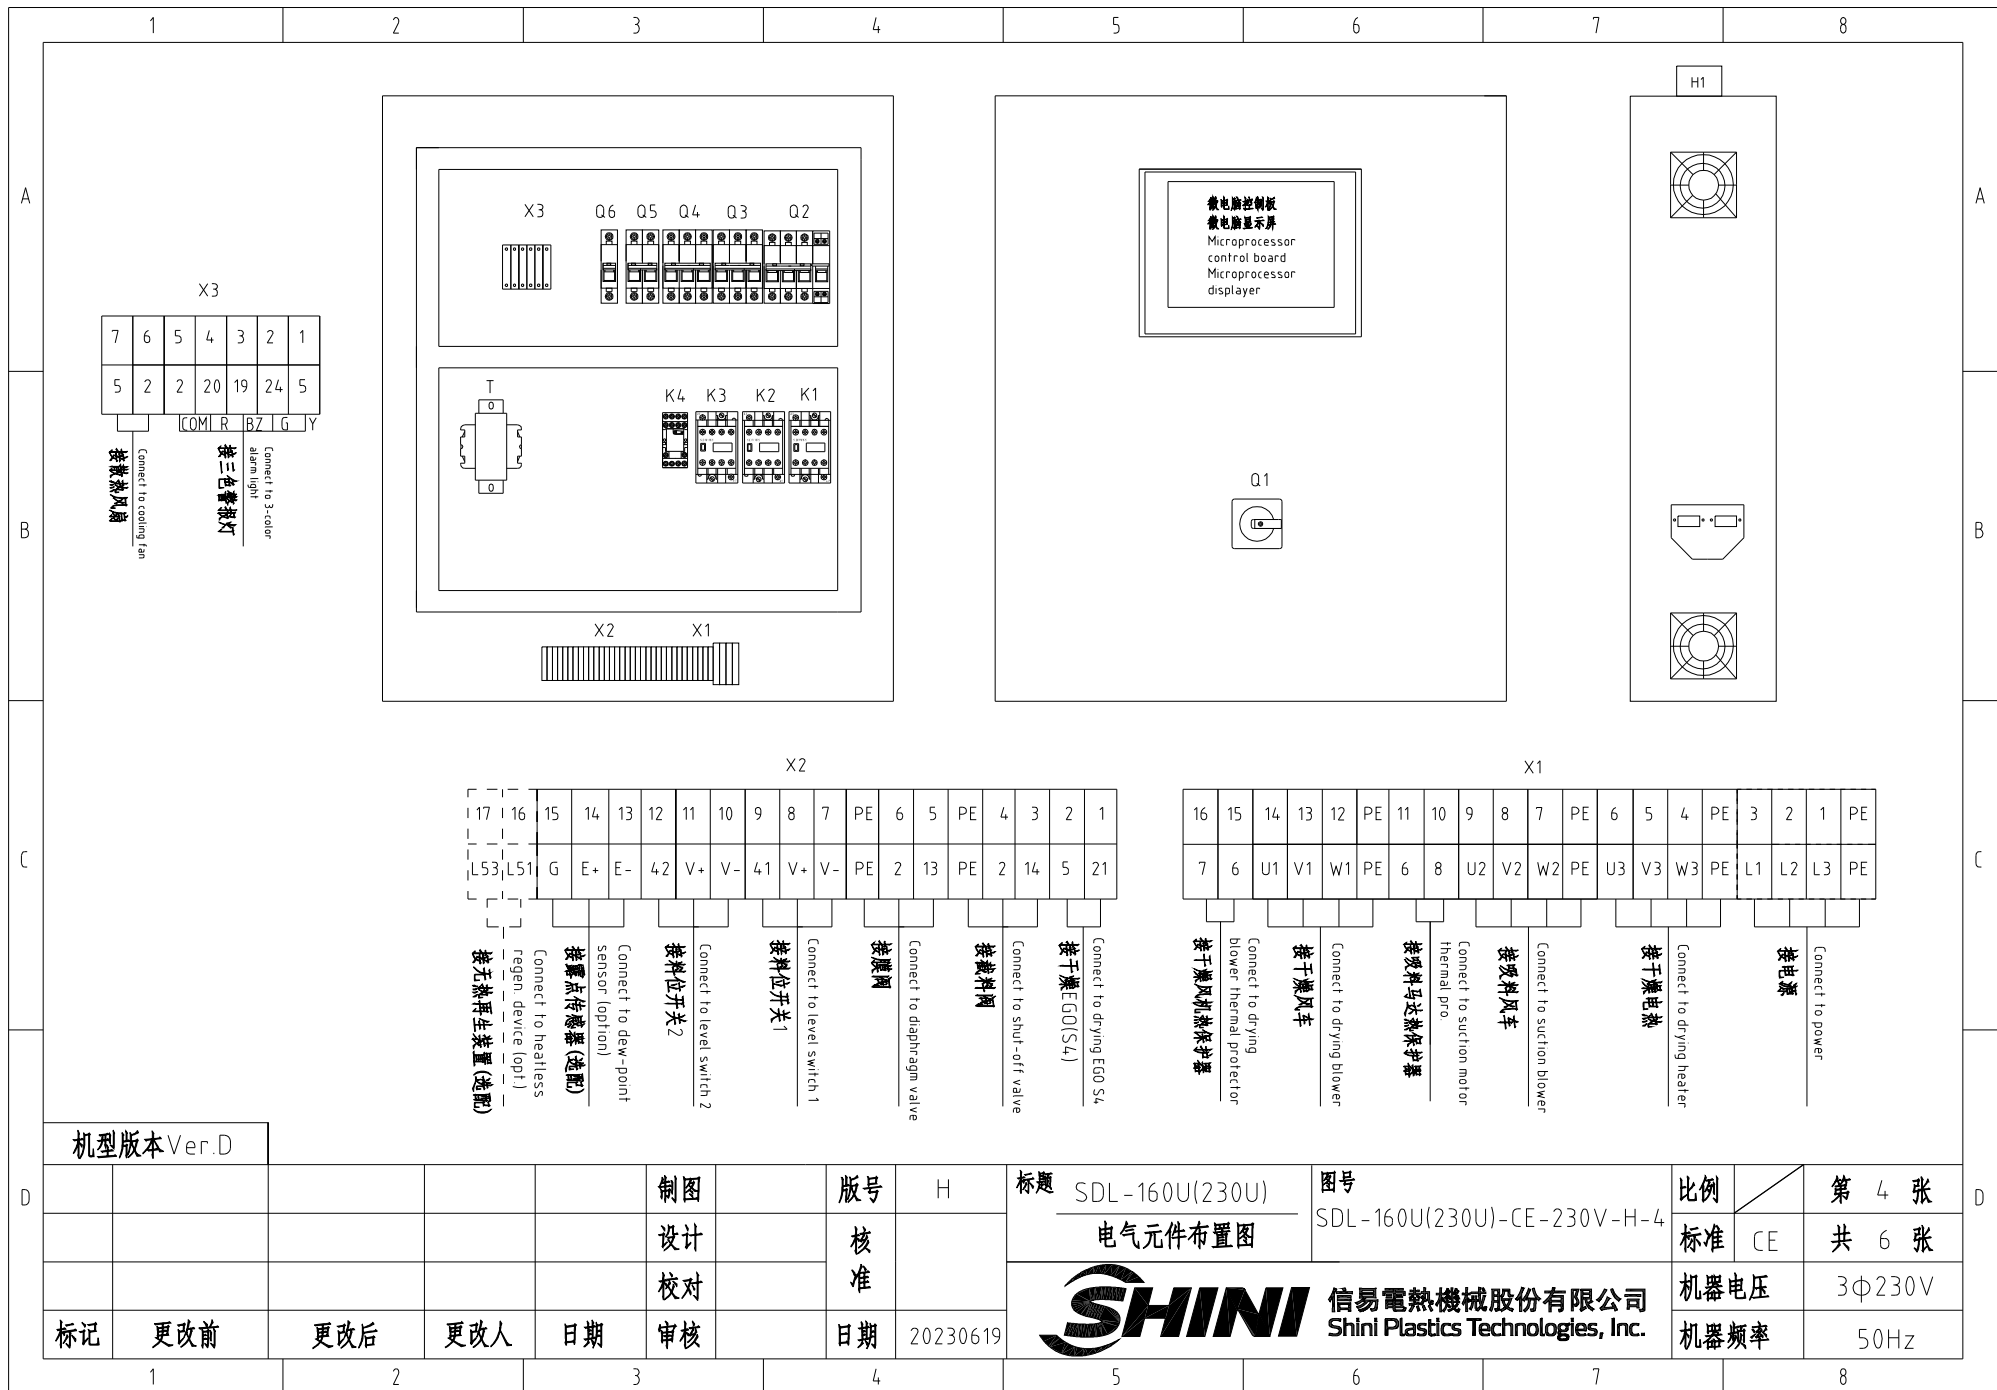 1 2 3 4 5 6 7 8
A A
B B
C C
D D
H1
X3 Q6 Q5 Q4 Q3 Q2
微电脑控制板
微电脑显示屏
Microprocessor
control board
Microprocessor
displayer
X3
7 6 5 4 3 2 1
5 2 2 20 19 24 5
COM R BZ G Y
接散热风扇
Connect to cooling fan
接三色警报灯
Connect to 3-color
alarm light
T
0
0
K4 K3 K2 K1
Q1
X2 X1
X2
17 16 15 14 13 12 11 10 9 8 7 PE 6 5 PE 4 3 2 1
L53 L51 G E+ E- 42 V+ V- 41 V+ V- PE 2 13 PE 2 14 5 21
接无热再生装置(选配)
Connect to heatless
regen. device (opt.)
接露点传感器(选配)
Connect to dew-point
sensor (option)
接料位开关2
Connect to level switch 2
接料位开关1
Connect to level switch 1
接膜阀
Connect to diaphragm valve
接截料阀
Connect to shut-off valve
接干燥EGO(S4)
Connect to drying EGO S4
X1
16 15 14 13 12 PE 11 10 9 8 7 PE 6 5 4 PE 3 2 1 PE
7 6 U1 V1 W1 PE 6 8 U2 V2 W2 PE U3 V3 W3 PE L1 L2 L3 PE
接干燥风机热保护器
Connect to drying
blower thermal protector
接干燥风车
Connect to drying blower
接吸料马达热保护器
Connect to suction motor
thermal pro.
接吸料风车
Connect to suction blower
接干燥电热
Connect to drying heater
接电源
Connect to power
机型版本Ver.D
制图
设计
校对
标记 更改前 更改后 更改人 日期 审核
版号 H
核
准
日期 20230619
标题 SDL-160U(230U)
电气元件布置图
图号
SDL-160U(230U)-CE-230V-H-4
比例 第 4 张
标准 CE 共 6 张
机器电压 3ф230V
机器频率 50Hz
SHINI
信易電熱機械股份有限公司
Shini Plastics Technologies, Inc.
1 2 3 4 5 6 7 8